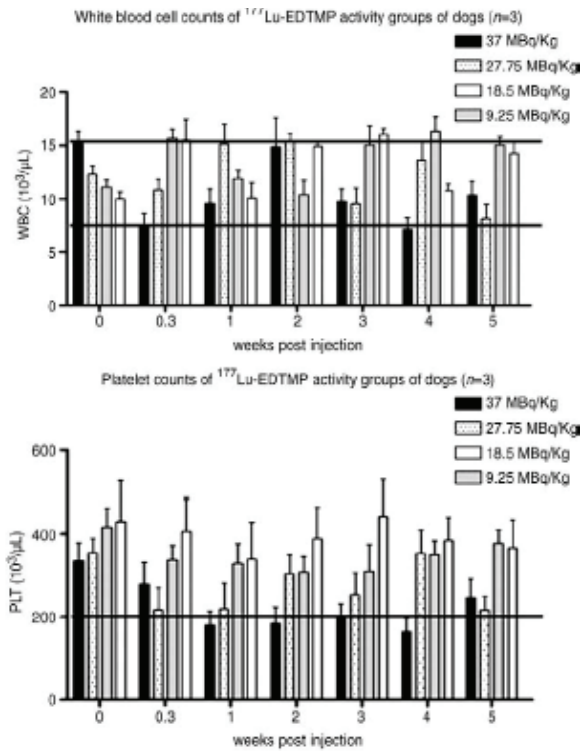 White blood cell counts of ¹⁷⁷Lu-EDTMP activity groups of dogs (n=3)
37 MBq/Kg
27.75 MBq/Kg
18.5 MBq/Kg
9.25 MBq/Kg
20
15
10
5
0
WBC (10³/µL)
0 0.3 1 2 3 4 5
weeks post injection
Platelet counts of ¹⁷⁷Lu-EDTMP activity groups of dogs (n=3)
37 MBq/Kg
27.75 MBq/Kg
18.5 MBq/Kg
9.25 MBq/Kg
600
400
200
0
PLT (10³/µL)
0 0.3 1 2 3 4 5
weeks post injection